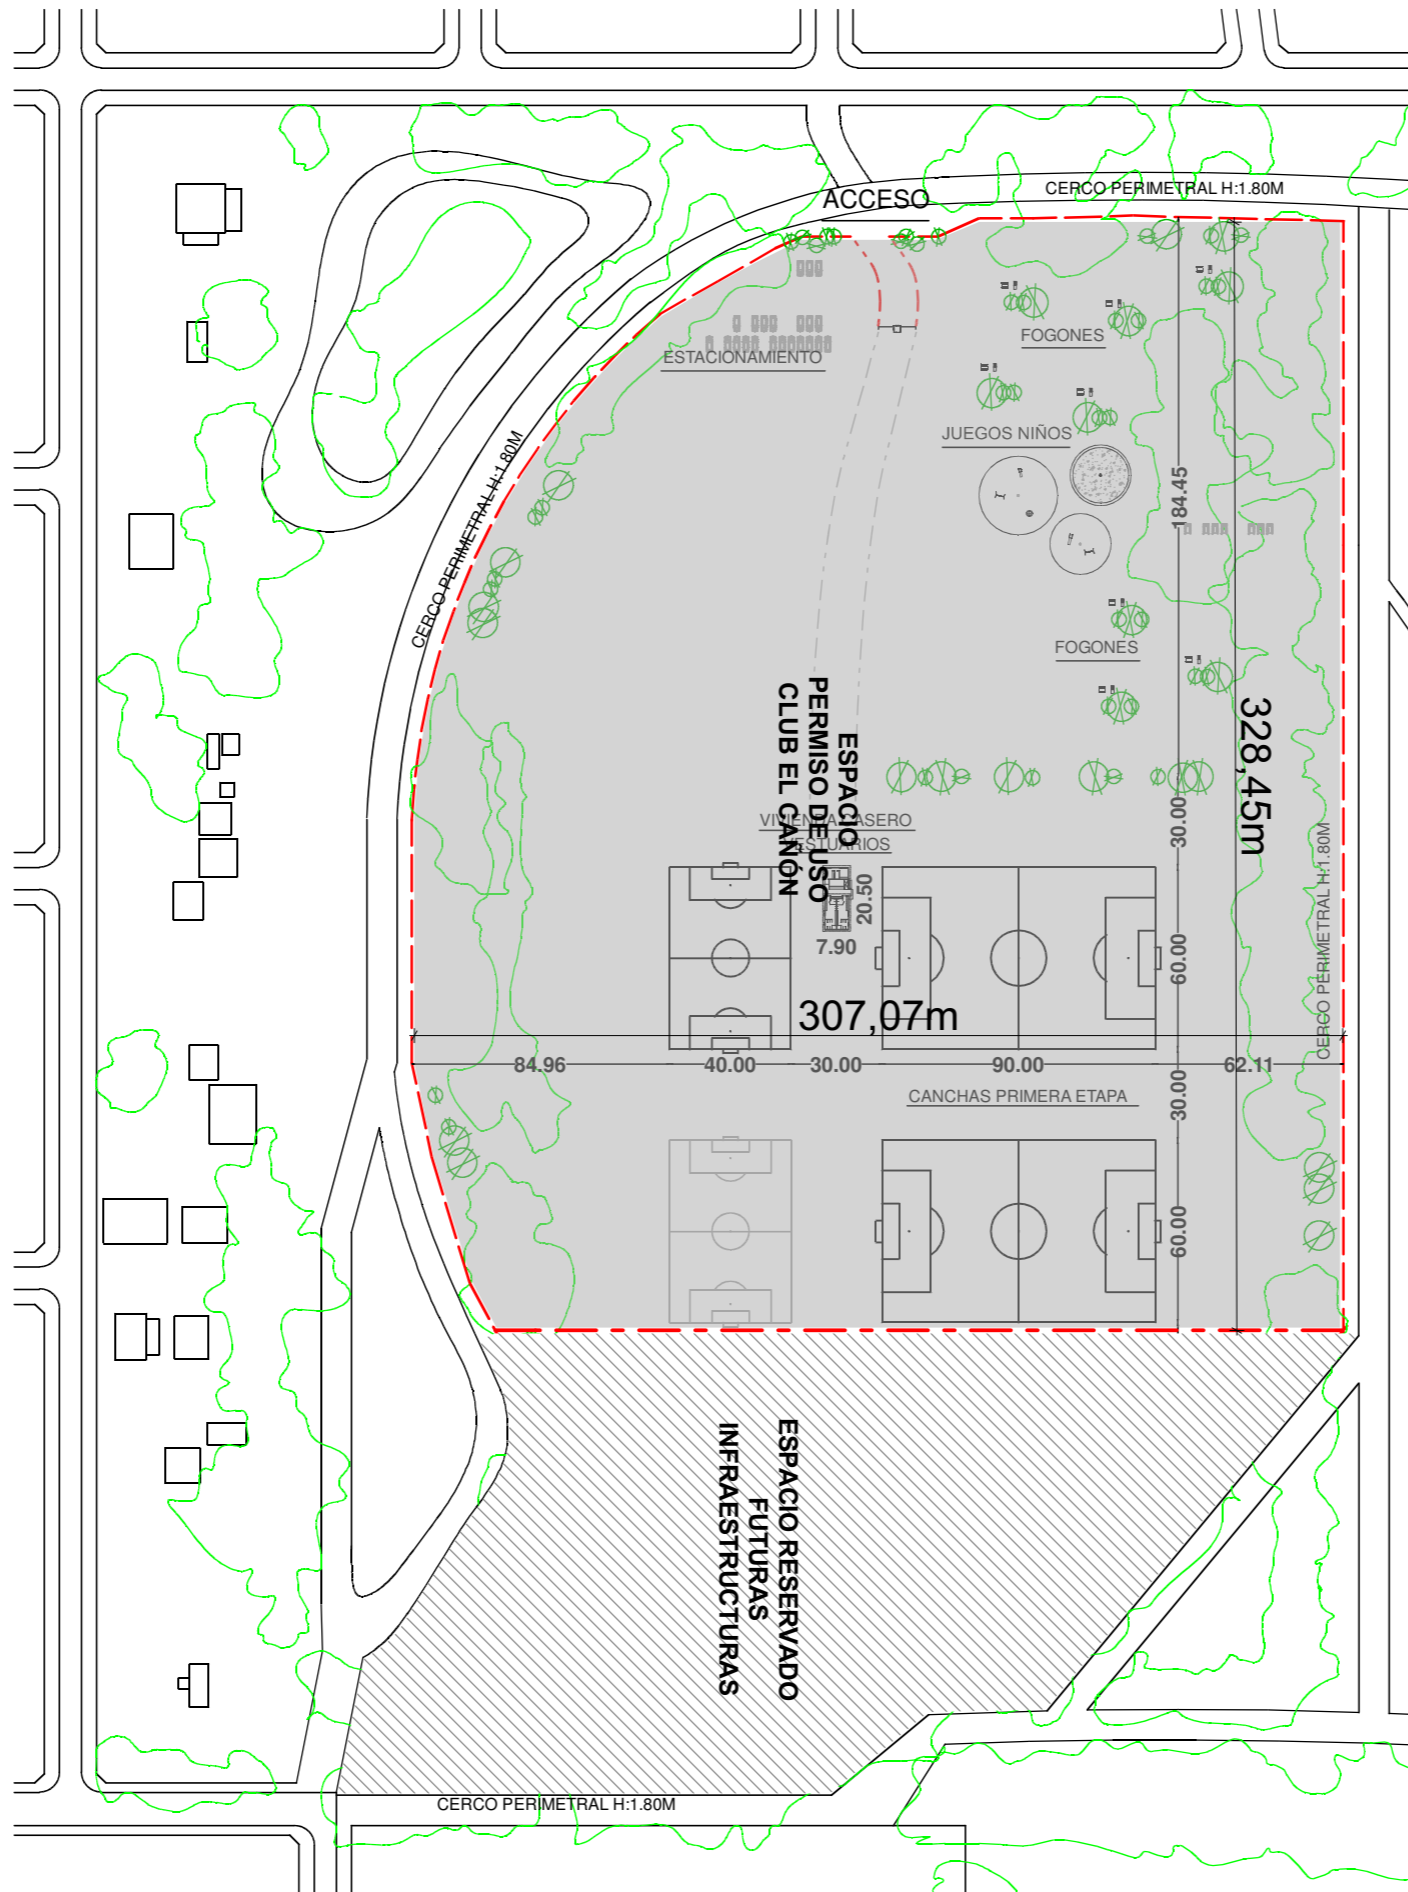 CERCO PERIMETRAL H:1.80M
ACCESO
FOGONES
ESTACIONAMIENTO
JUEGOS NIÑOS
184.45
CERCO PERIMETRAL H:1.80M
FOGONES
328,45m
ESPACIO
PERMISO DE USO
CLUB EL CAÑÓN
VIVIENDA CASERO
VESTUARIOS
30.00
20.50
7.90
60.00
CERCO PERIMETRAL H:1.80M
307,07m
84.96
40.00
30.00
90.00
62.11
CANCHAS PRIMERA ETAPA
30.00
60.00
ESPACIO RESERVADO
FUTURAS
INFRAESTRUCTURAS
CERCO PERIMETRAL H:1.80M